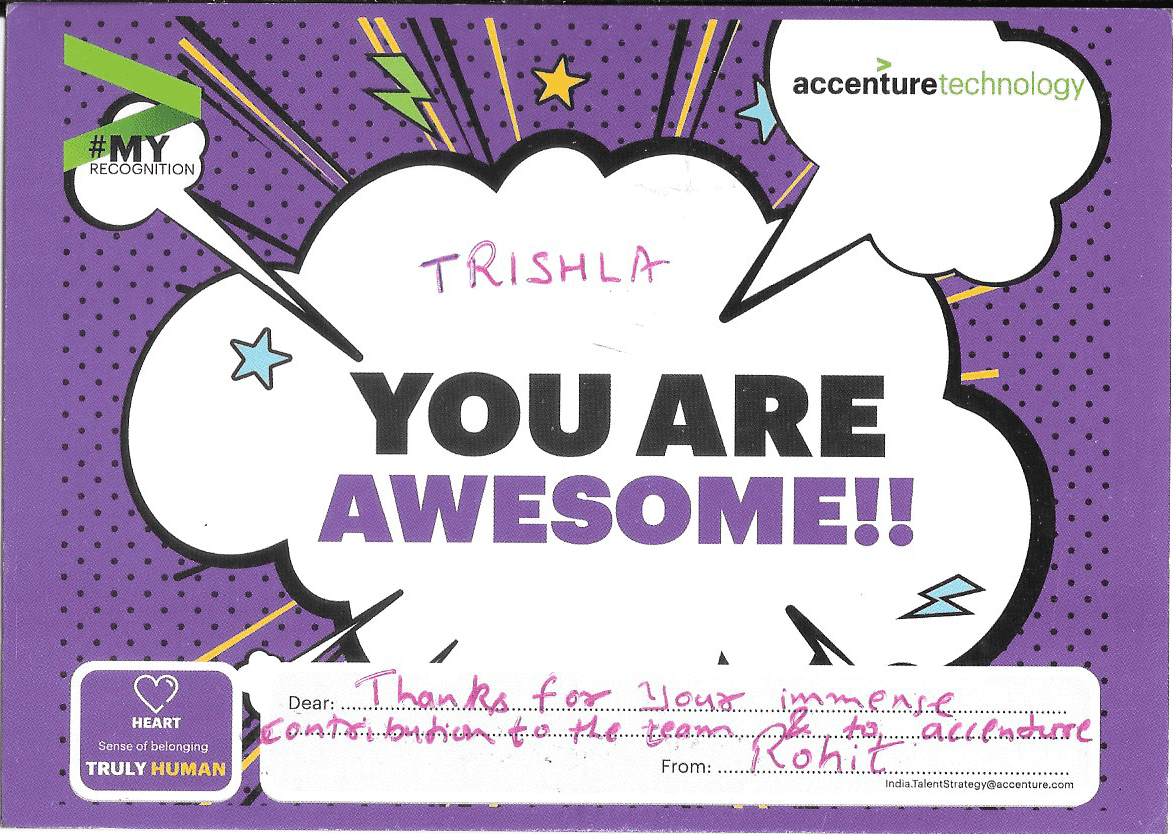 accenturetechnology
#MY
RECOGNITION
TRISHLA
YOU ARE
AWESOME!!
HEART
Sense of belonging
TRULY HUMAN
Dear: Thanks for your immense
contribution to the team & to accenture
From: Rohit
India.TalentStrategy@accenture.com